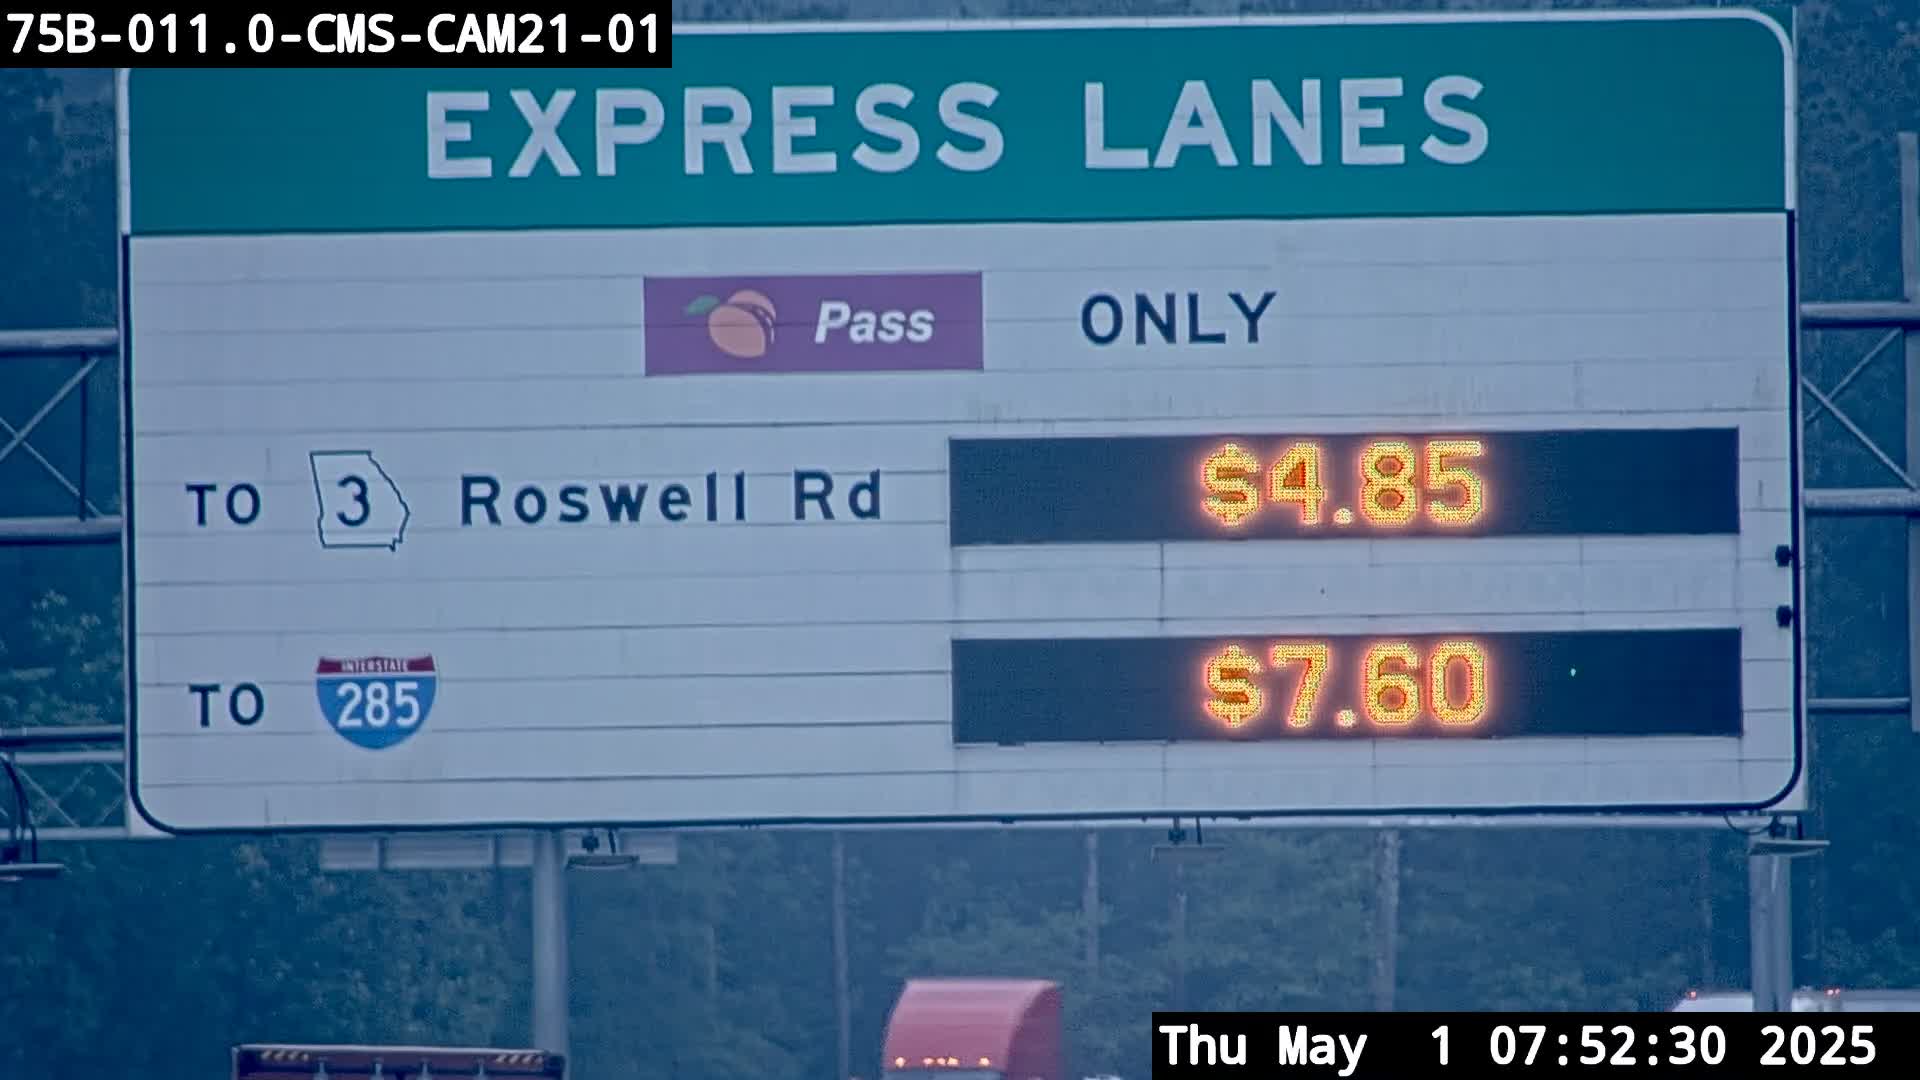 75B-011.0-CMS-CAM21-01
EXPRESS LANES
Pass ONLY
TO 3 Roswell Rd $4.85
TO INTERSTATE 285 $7.60
Thu May 1 07:52:30 2025